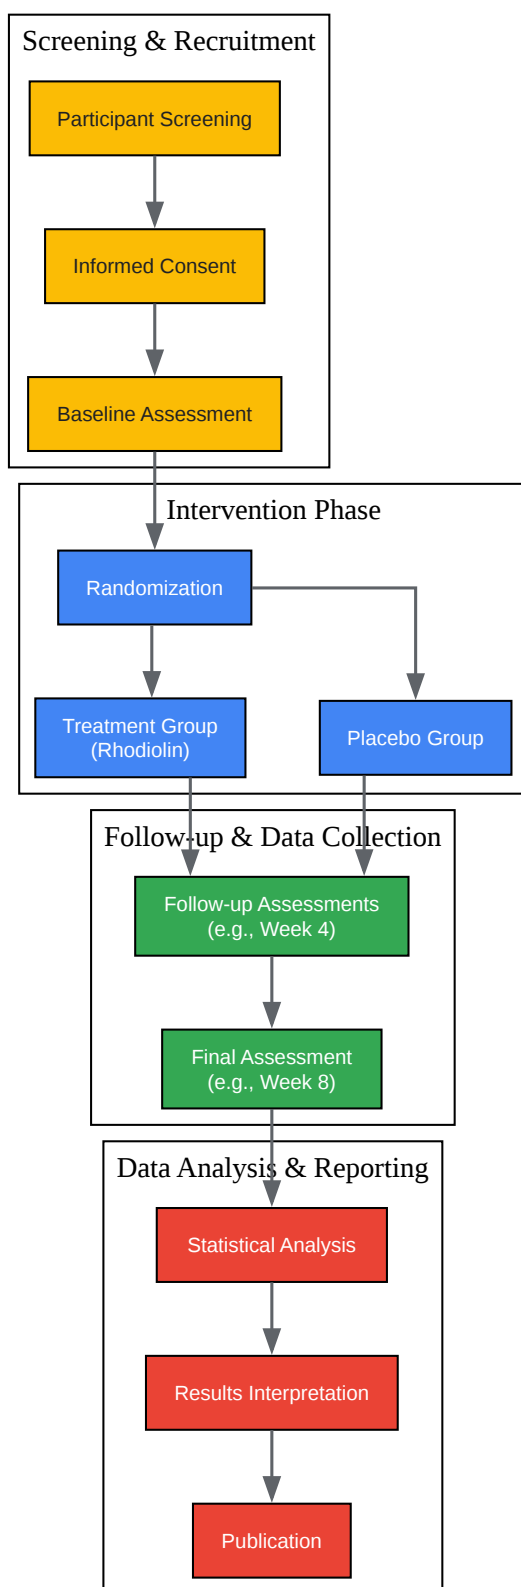 Screening & Recruitment
Participant Screening
Informed Consent
Baseline Assessment
Intervention Phase
Randomization
Treatment Group
(Rhodiolin)
Placebo Group
Follow-up & Data Collection
Follow-up Assessments
(e.g., Week 4)
Final Assessment
(e.g., Week 8)
Data Analysis & Reporting
Statistical Analysis
Results Interpretation
Publication